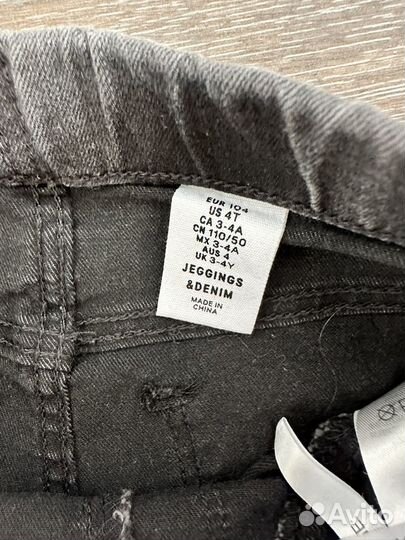 EUR 104
US 4T
CA 3-4A
CN 110/50
MX 3-4A
AUS 4
UK 3-4Y
JEGGINGS
&DENIM
MADE IN
CHINA
Avito